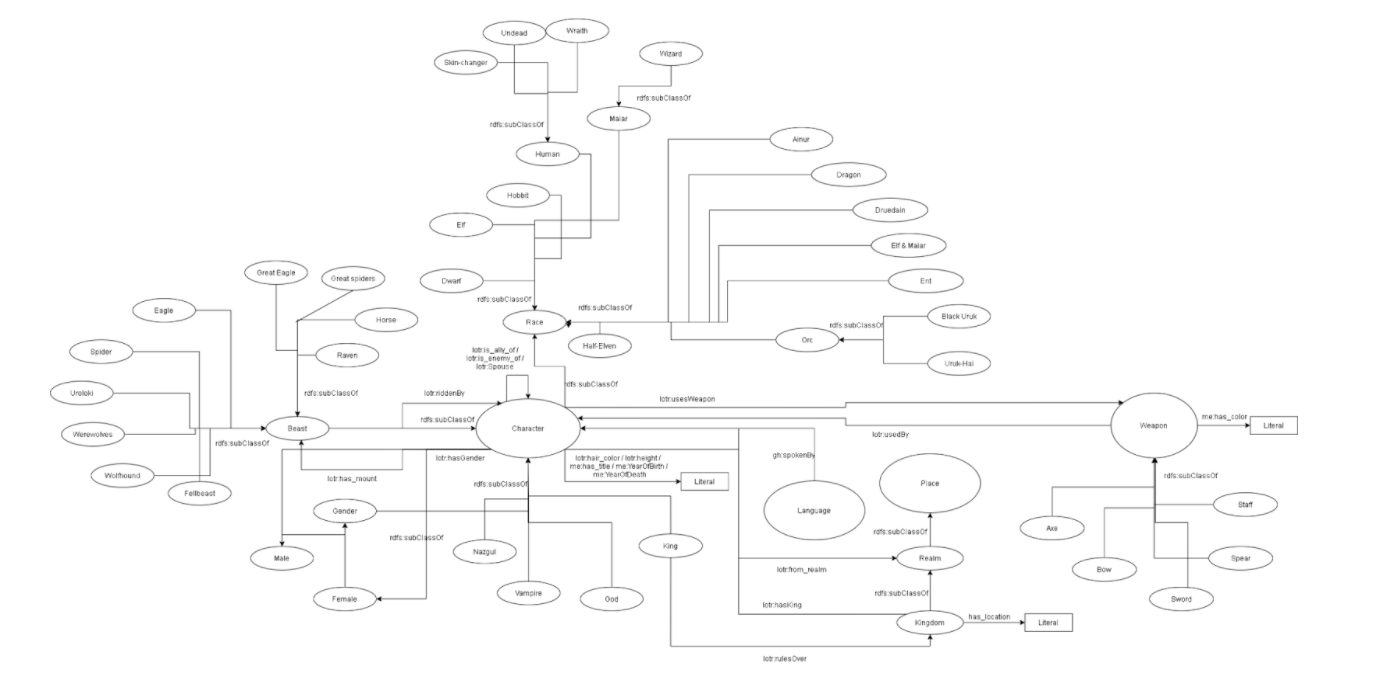 Undead
Wraith
Skin-changer
Wizard
rdfs:subClassOf
Maiar
rdfs:subClassOf
Human
Ainur
Dragon
Hobbit
Druedain
Elf
Elf & Maiar
Great Eagle
Great spiders
Dwarf
Ent
rdfs:subClassOf
rdfs:subClassOf
Eagle
Horse
Race
Black Uruk
rdfs:subClassOf
Half-Elven
Orc
Spider
Raven
lotr:is_ally_of /
lotr:is_enemy_of /
lotr:Spouse
Uruk-Hai
Uroloki
rdfs:subClassOf
lotr:riddenBy
rdfs:subClassOf
lotr:usesWeapon
Werewolves
rdfs:subClassOf
Beast
rdfs:subClassOf
Character
lotr:usedBy
Weapon
me:has_color
Literal
Wolfhound
Fellbeast
lotr:has_mount
lotr:hasGender
lotr:hair_color / lotr:height /
me:has_title / me:YearOfBirth /
me:YearOfDeath
Literal
gh:spokenBy
rdfs:subClassOf
Place
rdfs:subClassOf
Gender
Language
Staff
rdfs:subClassOf
rdfs:subClassOf
Axe
Male
Nazgul
King
Realm
Spear
lotr:from_realm
Bow
Female
Vampire
God
rdfs:subClassOf
Sword
lotr:hasKing
Kingdom
has_location
Literal
lotr:rulesOver